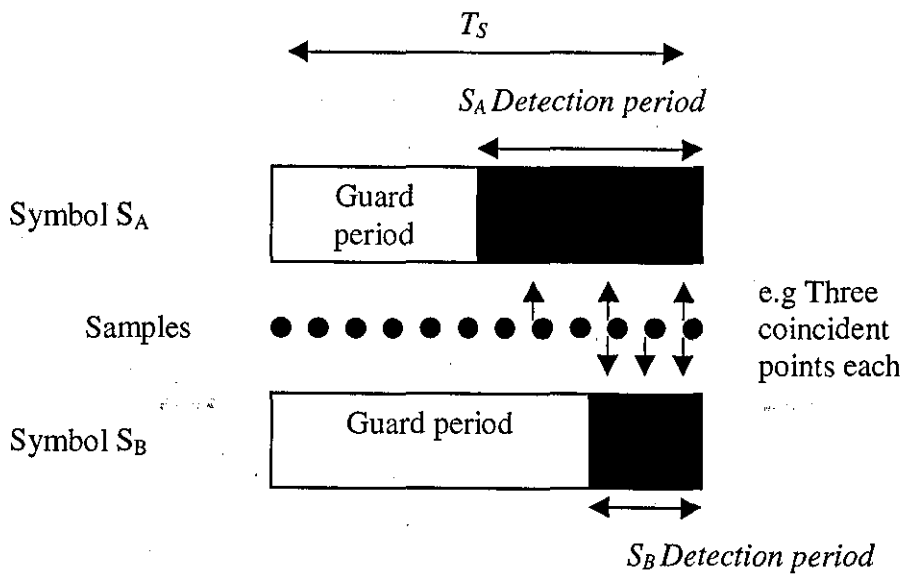 T_S
S_A Detection period
Symbol S_A
Guard
period
Samples
e.g Three
coincident
points each
Symbol S_B
Guard period
S_B Detection period